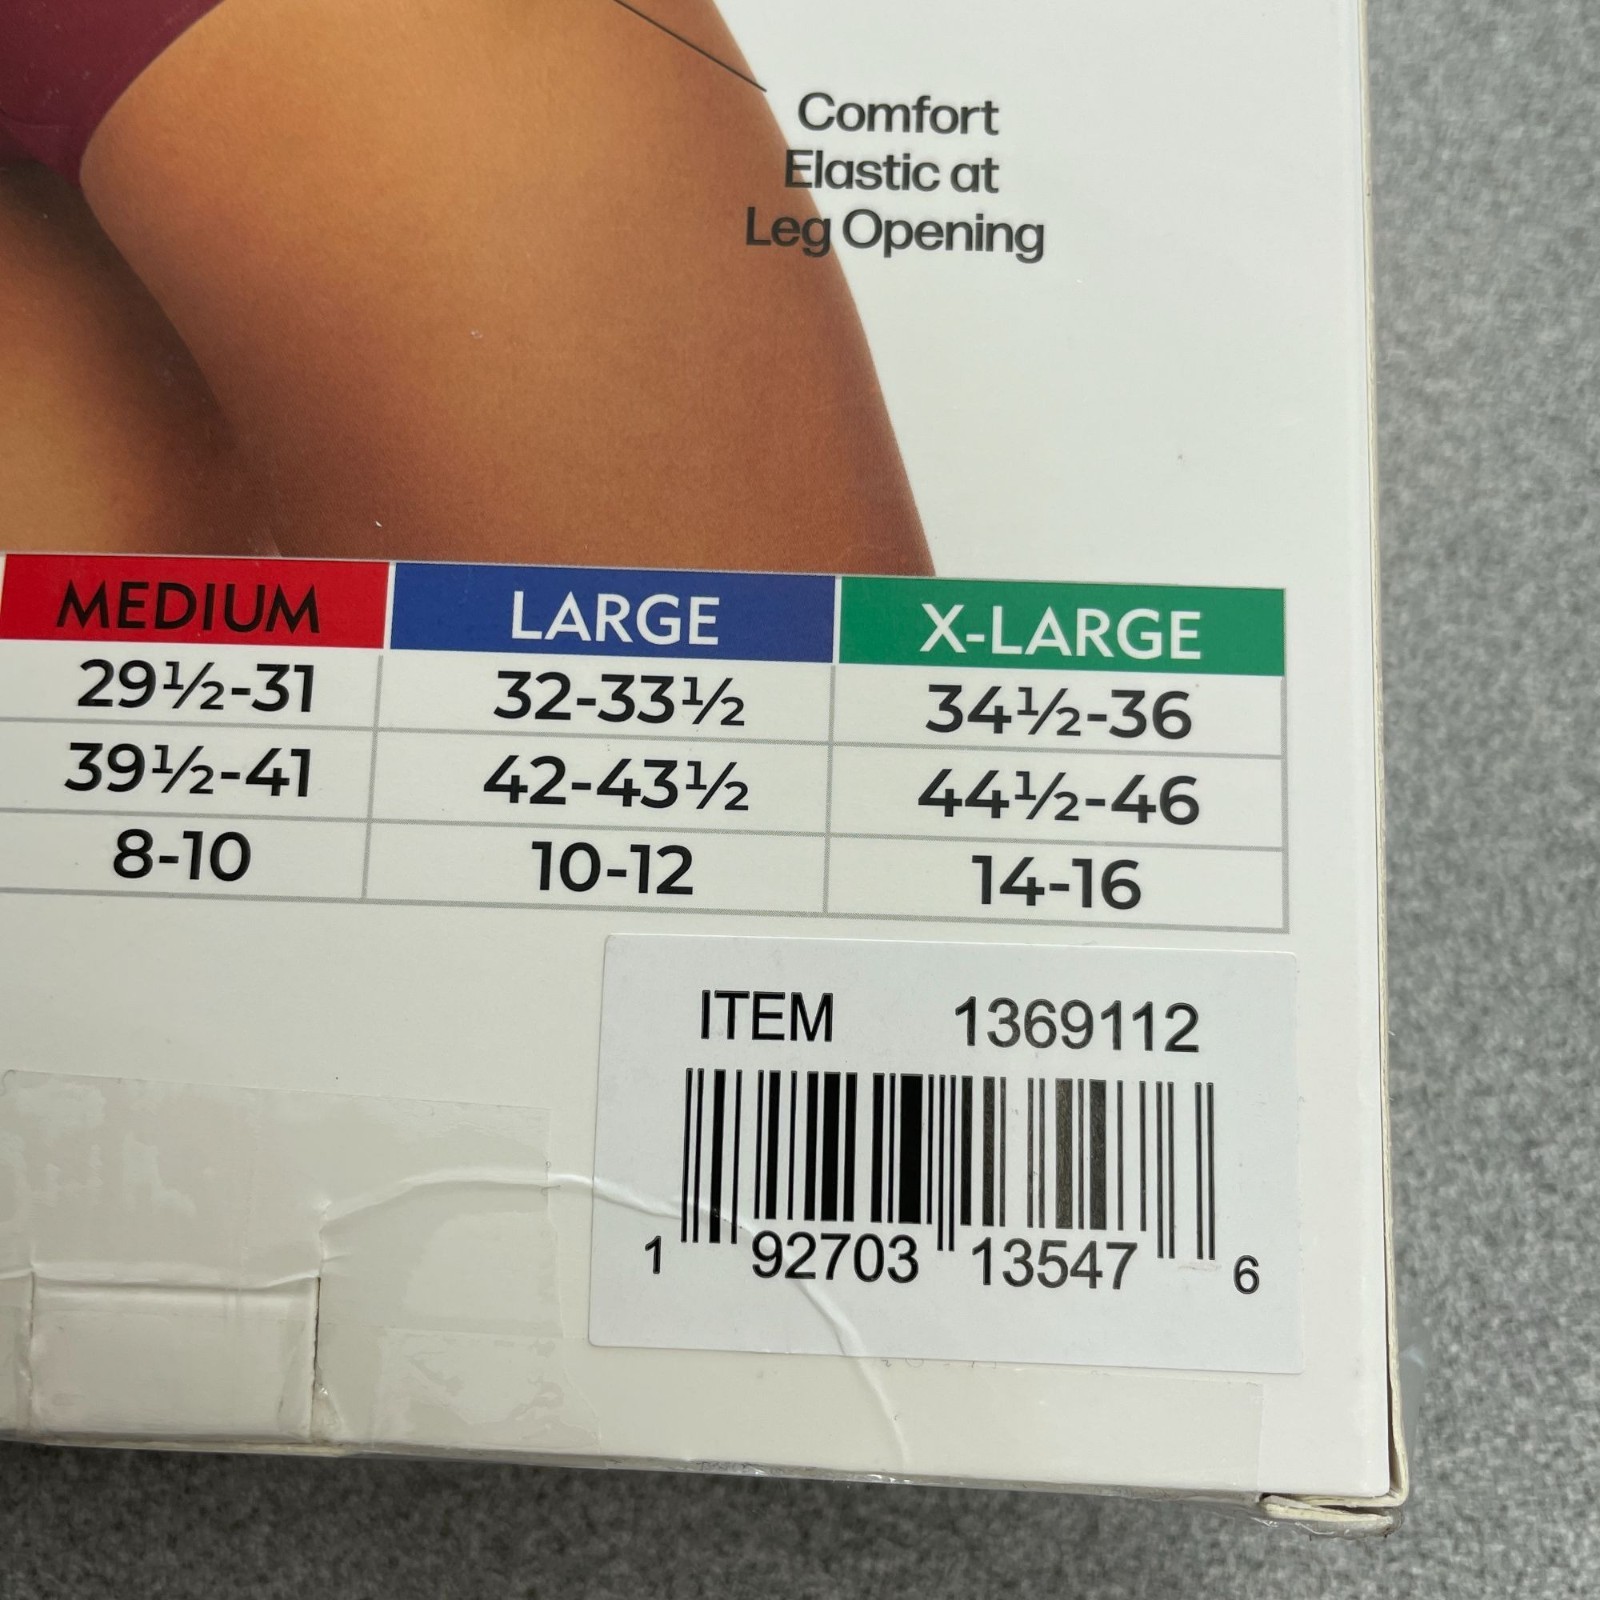 Comfort
Elastic at
Leg Opening
MEDIUM LARGE X-LARGE
29½-31 32-33½ 34½-36
39½-41 42-43½ 44½-46
8-10 10-12 14-16
ITEM 1369112
1 92703 13547 6